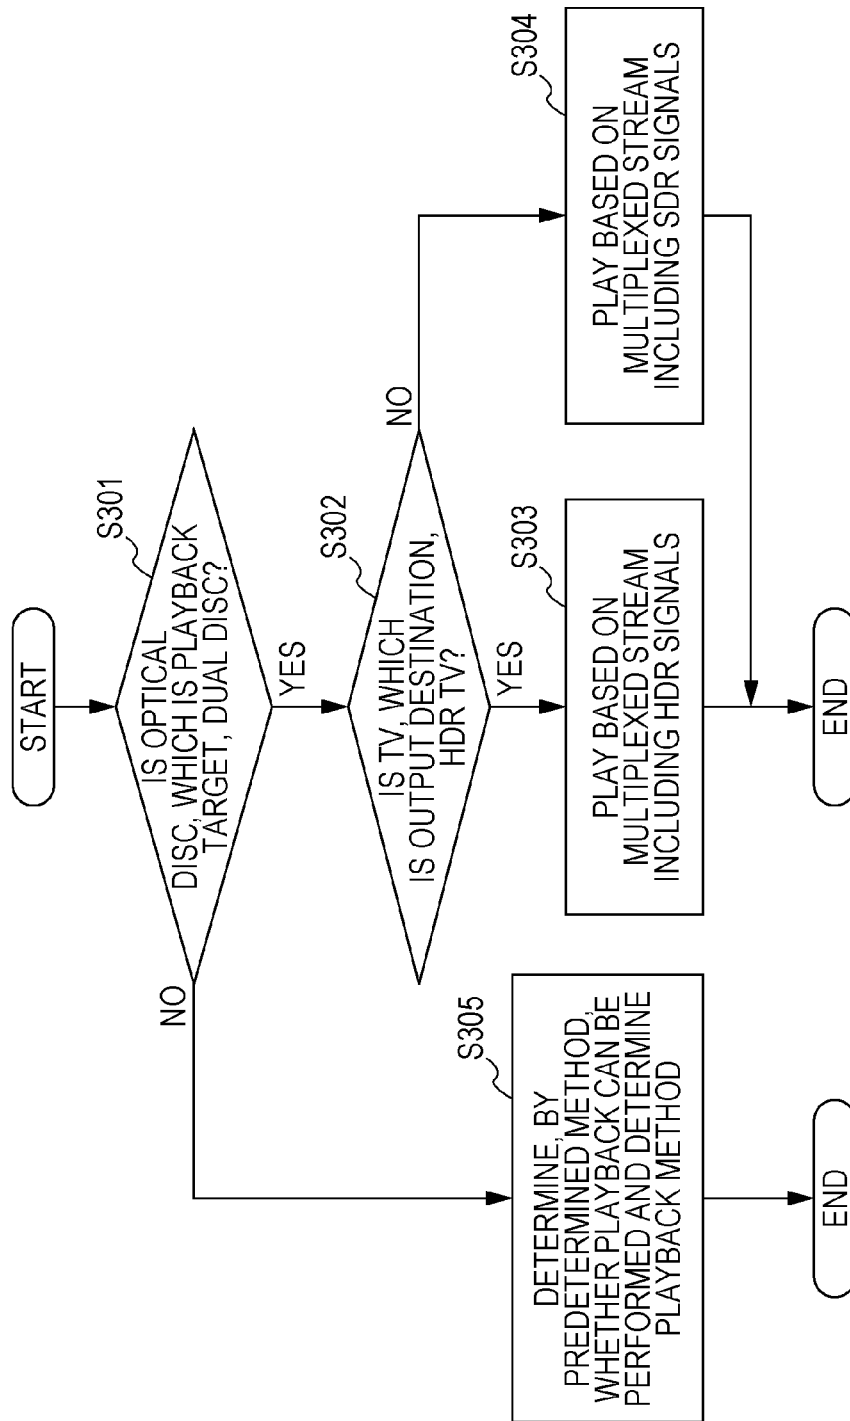 START
S301
IS OPTICAL
DISC, WHICH IS PLAYBACK
TARGET, DUAL DISC?
NO
YES
S302
IS TV, WHICH
IS OUTPUT DESTINATION,
HDR TV?
NO
YES
S305
DETERMINE, BY
PREDETERMINED METHOD,
WHETHER PLAYBACK CAN BE
PERFORMED AND DETERMINE
PLAYBACK METHOD
S303
PLAY BASED ON
MULTIPLEXED STREAM
INCLUDING HDR SIGNALS
S304
PLAY BASED ON
MULTIPLEXED STREAM
INCLUDING SDR SIGNALS
END
END